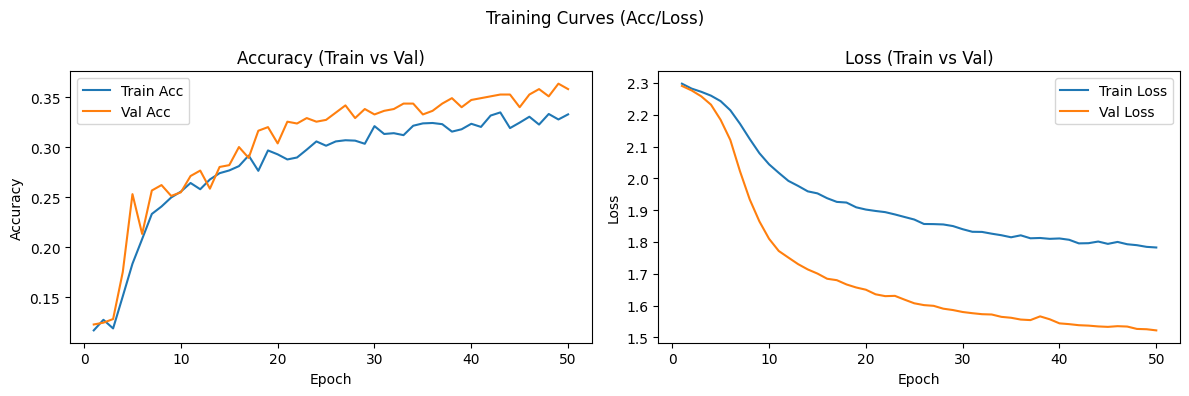 Training Curves (Acc/Loss)
Accuracy (Train vs Val)
Train Acc
Val Acc
0.35
0.30
0.25
0.20
0.15
Accuracy
0 10 20 30 40 50
Epoch
Loss (Train vs Val)
Train Loss
Val Loss
2.3
2.2
2.1
2.0
1.9
1.8
1.7
1.6
1.5
Loss
0 10 20 30 40 50
Epoch